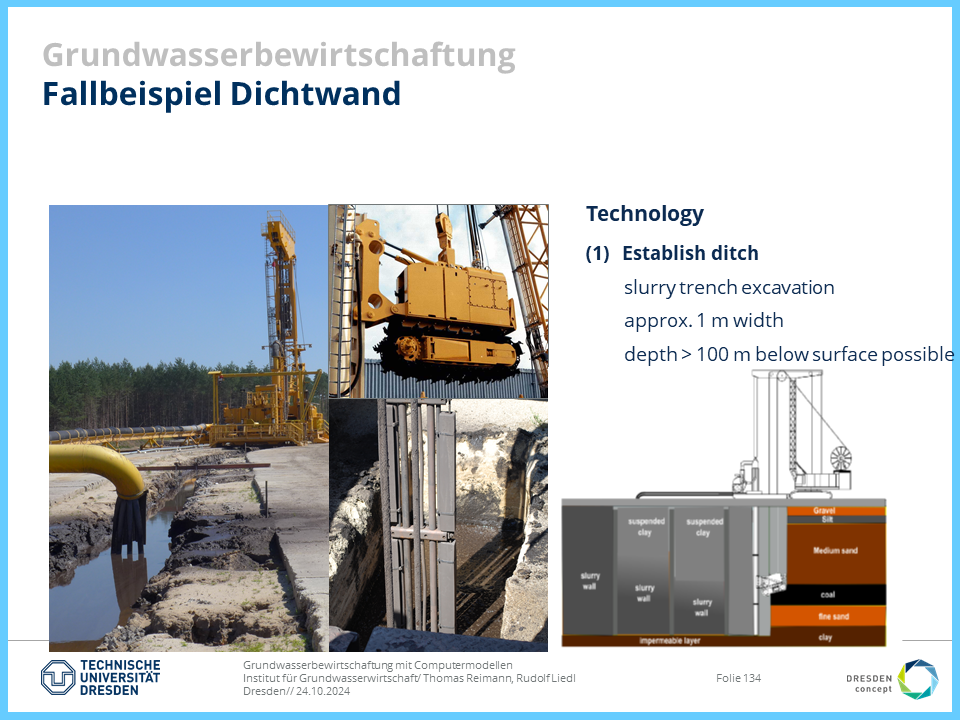 Grundwasserbewirtschaftung
Fallbeispiel Dichtwand
Technology
(1) Establish ditch
slurry trench excavation
approx. 1 m width
depth > 100 m below surface possible
Gravel
Silt
suspended
clay
suspended
clay
Medium sand
slurry
wall
slurry
wall
slurry
wall
coal
fine sand
impermeable layer
clay
TECHNISCHE
UNIVERSITÄT
DRESDEN
Grundwasserbewirtschaftung mit Computermodellen
Institut für Grundwasserwirtschaft/ Thomas Reimann, Rudolf Liedl
Dresden// 24.10.2024
Folie 134
DRESDEN
concept